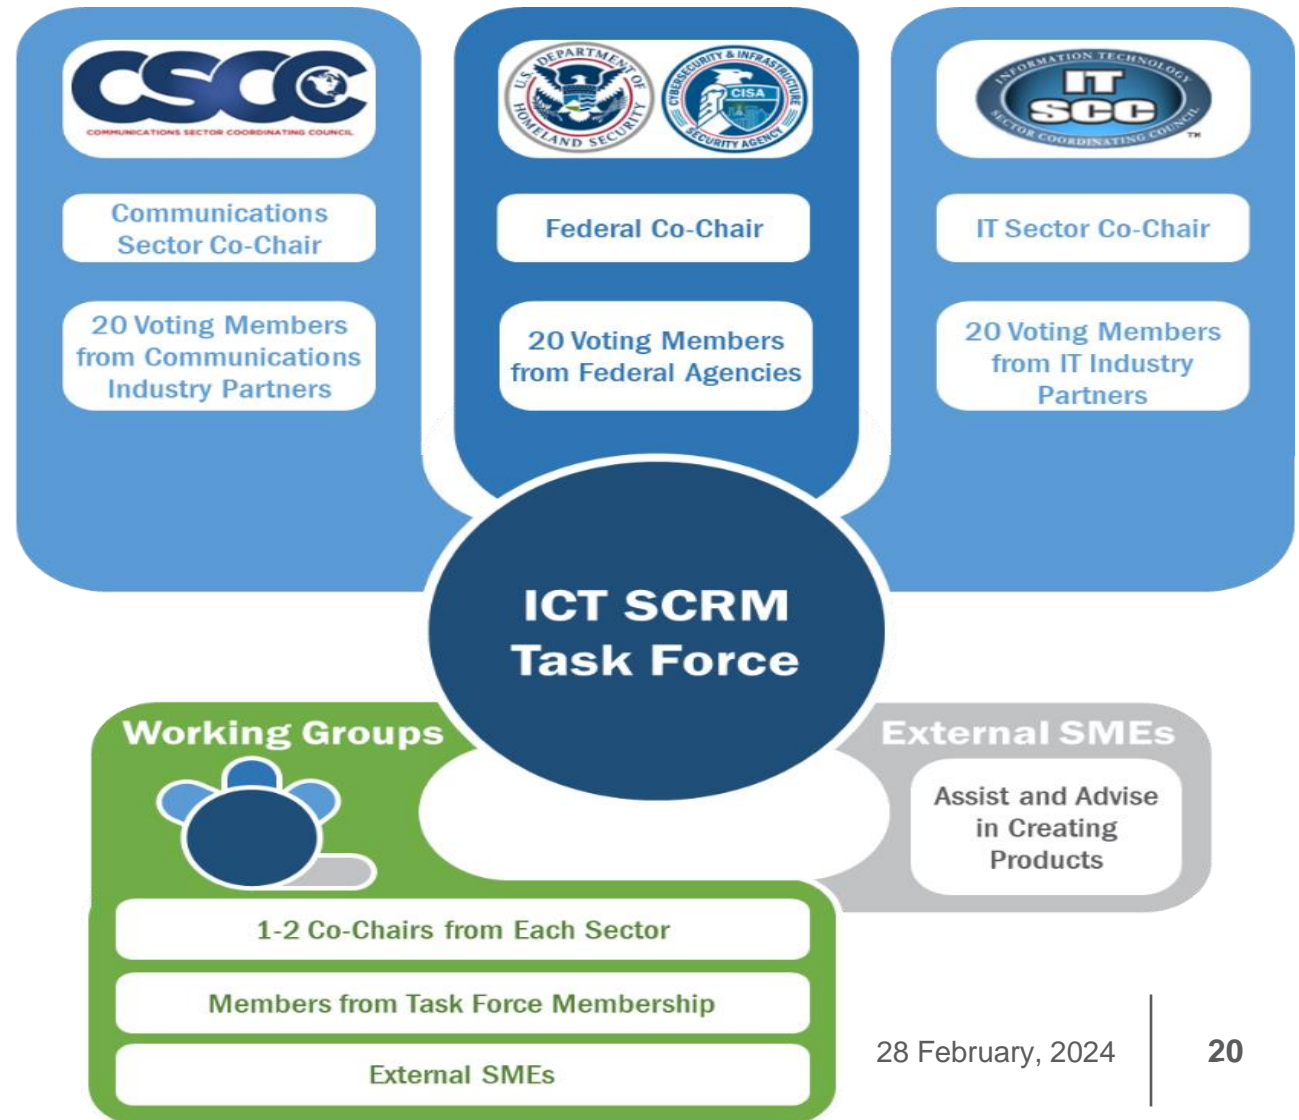 CSCC
COMMUNICATIONS SECTOR COORDINATING COUNCIL
Communications
Sector Co-Chair
20 Voting Members
from Communications
Industry Partners
U.S. DEPARTMENT OF
HOMELAND SECURITY
CYBERSECURITY & INFRASTRUCTURE
SECURITY AGENCY
CISA
Federal Co-Chair
20 Voting Members
from Federal Agencies
INFORMATION TECHNOLOGY
IT
SCC
SECTOR COORDINATING COUNCIL
TM
IT Sector Co-Chair
20 Voting Members
from IT Industry
Partners
ICT SCRM
Task Force
Working Groups
1-2 Co-Chairs from Each Sector
Members from Task Force Membership
External SMEs
External SMEs
Assist and Advise
in Creating
Products
28 February, 2024
20